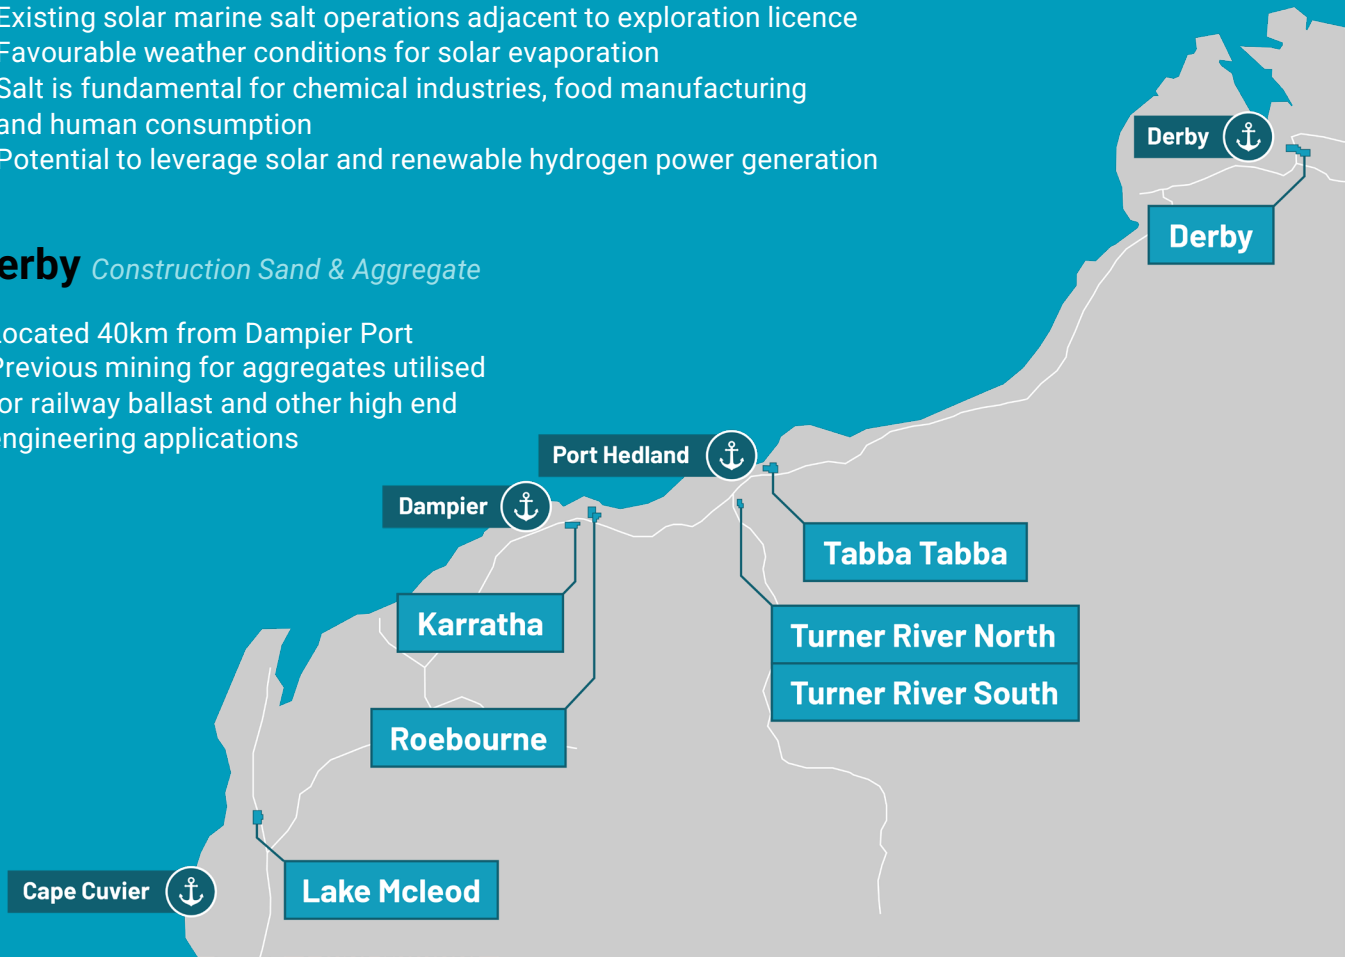 Existing solar marine salt operations adjacent to exploration licence
Favourable weather conditions for solar evaporation
Salt is fundamental for chemical industries, food manufacturing
and human consumption
Potential to leverage solar and renewable hydrogen power generation
erby Construction Sand & Aggregate
Located 40km from Dampier Port
Previous mining for aggregates utilised
for railway ballast and other high end
engineering applications
Derby
Derby
Port Hedland
Dampier
Tabba Tabba
Karratha
Turner River North
Turner River South
Roebourne
Cape Cuvier
Lake Mcleod